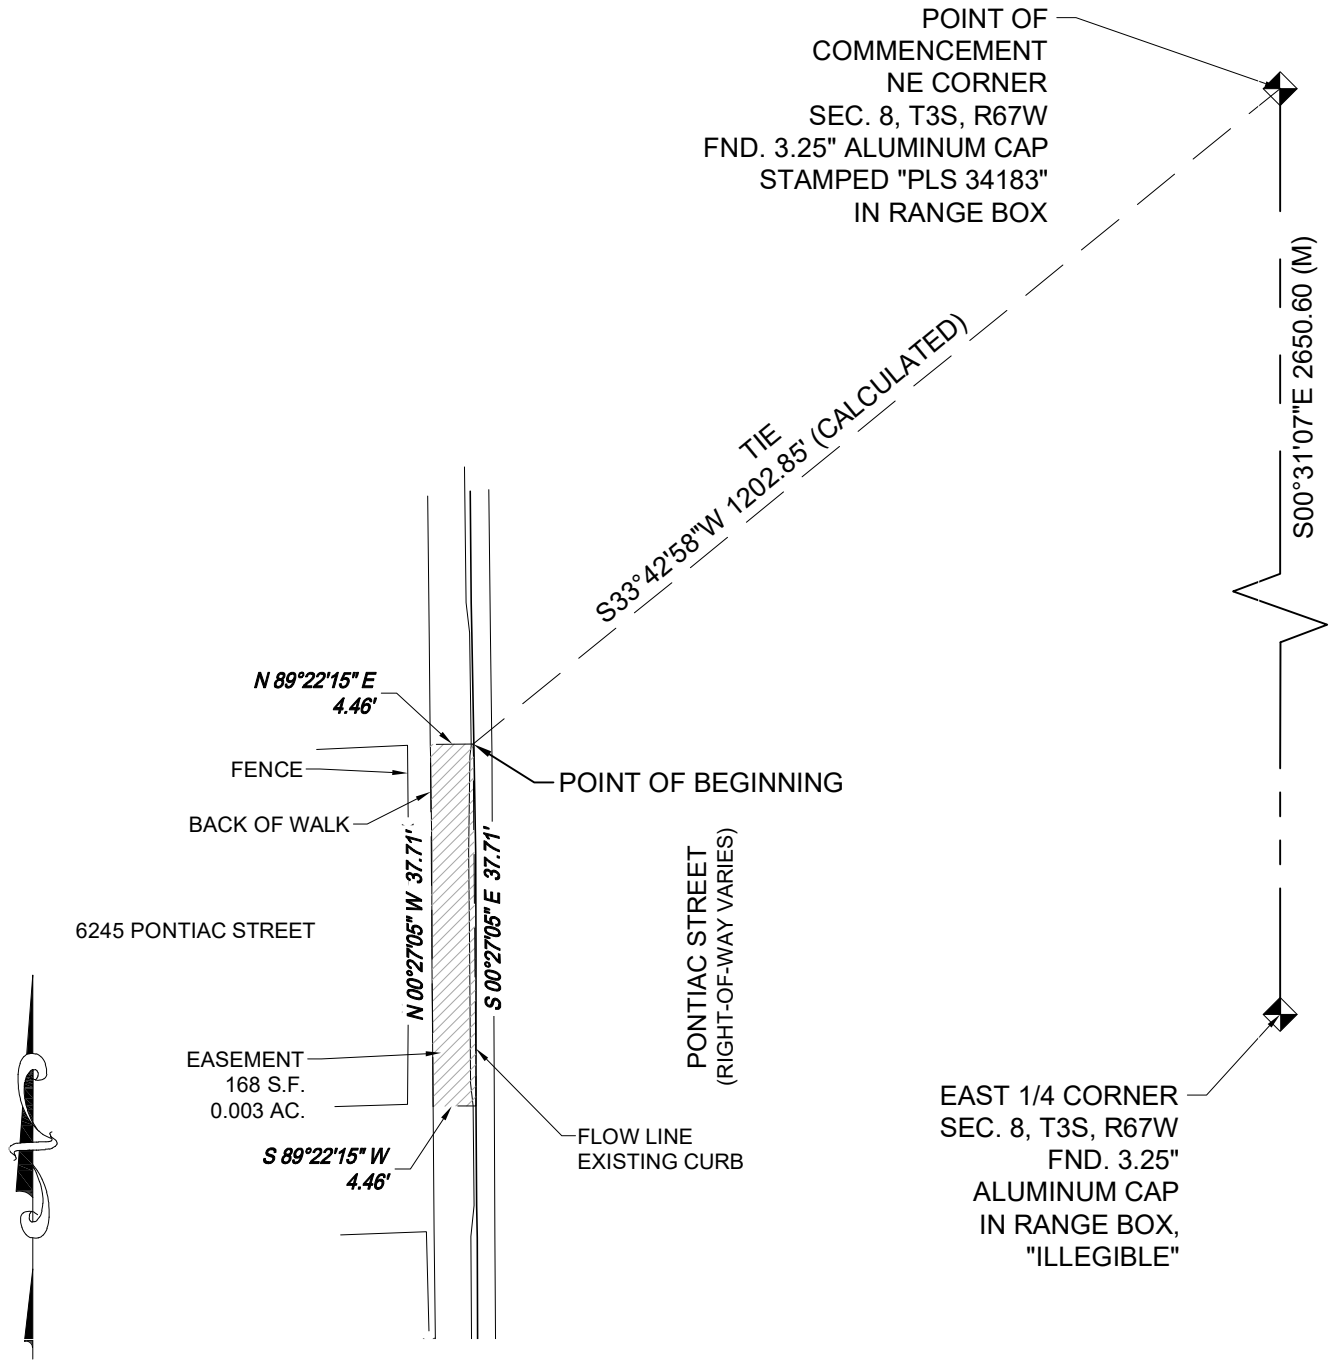 POINT OF
COMMENCEMENT
NE CORNER
SEC. 8, T3S, R67W
FND. 3.25" ALUMINUM CAP
STAMPED "PLS 34183"
IN RANGE BOX
S00°31'07"E 2650.60 (M)
TIE
S33°42'58"W 1202.85' (CALCULATED)
N 89°22'15" E
4.46'
FENCE
POINT OF BEGINNING
BACK OF WALK
N 00°27'05" W 37.71'
S 00°27'05" E 37.71'
PONTIAC STREET
(RIGHT-OF-WAY VARIES)
6245 PONTIAC STREET
EASEMENT
168 S.F.
0.003 AC.
S 89°22'15" W
4.46'
FLOW LINE
EXISTING CURB
EAST 1/4 CORNER
SEC. 8, T3S, R67W
FND. 3.25"
ALUMINUM CAP
IN RANGE BOX,
"ILLEGIBLE"